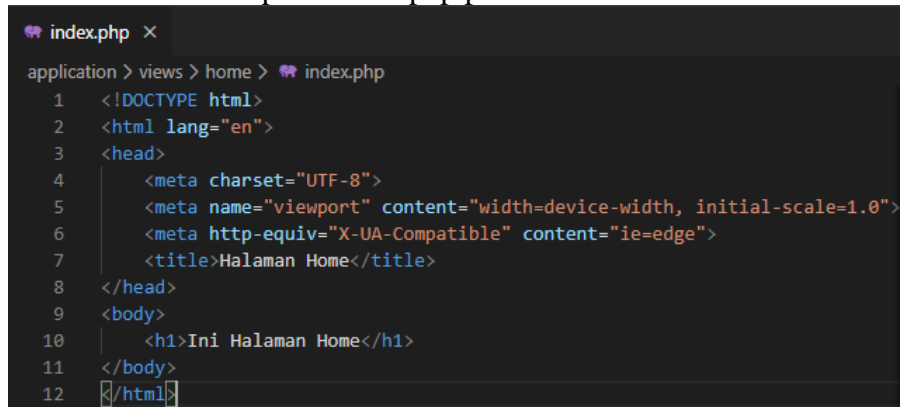 index.php ×
application > views > home > index.php
1 <!DOCTYPE html>
2 <html lang="en">
3 <head>
4     <meta charset="UTF-8">
5     <meta name="viewport" content="width=device-width, initial-scale=1.0">
6     <meta http-equiv="X-UA-Compatible" content="ie=edge">
7     <title>Halaman Home</title>
8 </head>
9 <body>
10     <h1>Ini Halaman Home</h1>
11 </body>
12 </html>